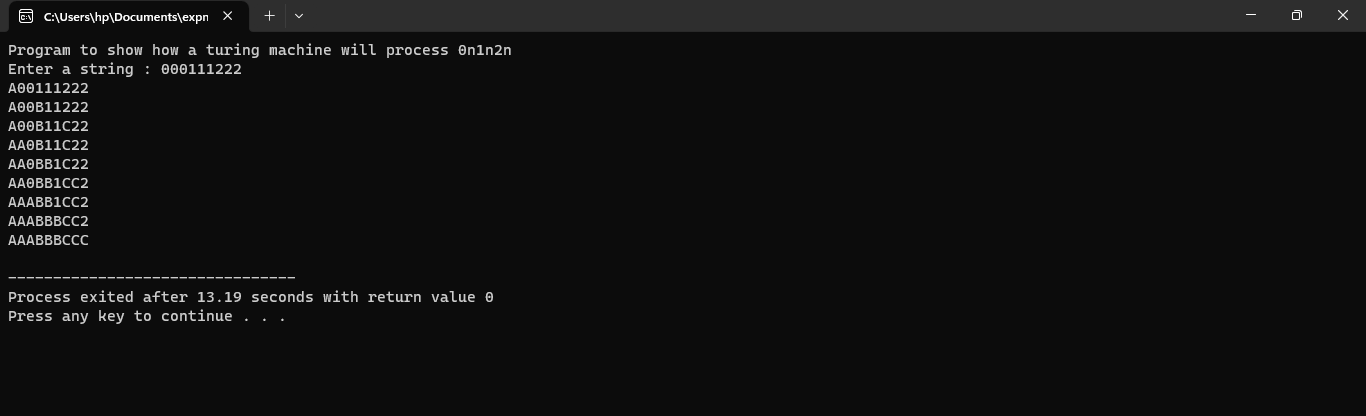 C:\Users\hp\Documents\expn
Program to show how a turing machine will process 0n1n2n
Enter a string : 000111222
A00111222
A00B11222
A00B11C22
AA0B11C22
AA0BB1C22
AA0BB1CC2
AAABB1CC2
AAABBBCC2
AAABBBCCC
--------------------------------
Process exited after 13.19 seconds with return value 0
Press any key to continue . . .